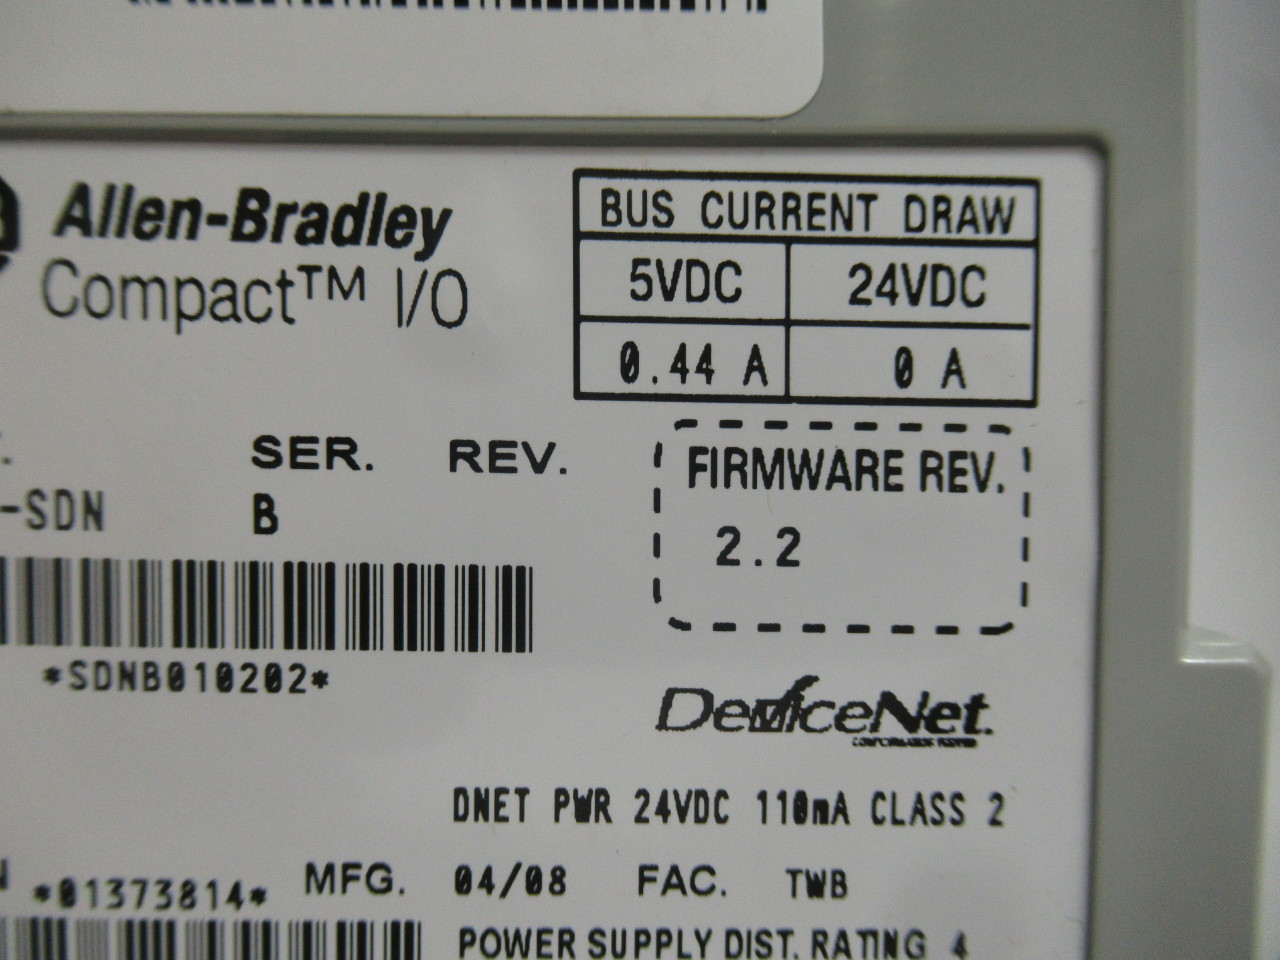 Allen-Bradley
Compact™ I/O
BUS CURRENT DRAW
5VDC 24VDC
0.44 A 0 A
SER. REV.
-SDN B
FIRMWARE REV.
2.2
*SDNB010202*
DeviceNet.
DNET PWR 24VDC 110mA CLASS 2
*01373814* MFG. 04/08 FAC. TWB
POWER SUPPLY DIST. RATING 4